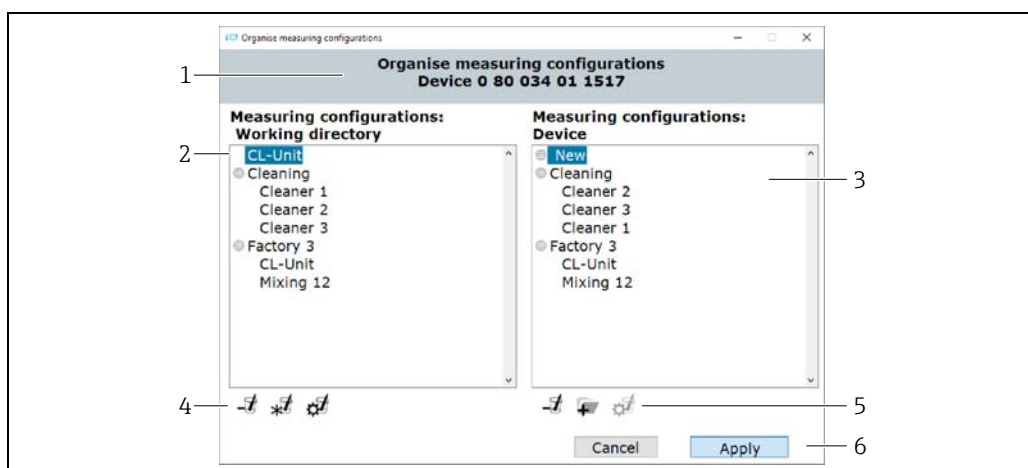 Organise measuring configurations
Organise measuring configurations
Device 0 80 034 01 1517
1
Measuring configurations:
Working directory
2
CL-Unit
Cleaning
Cleaner 1
Cleaner 2
Cleaner 3
Factory 3
CL-Unit
Mixing 12
Measuring configurations:
Device
New
Cleaning
Cleaner 2
Cleaner 3
Cleaner 1
Factory 3
CL-Unit
Mixing 12
3
4
5
Cancel
Apply
6